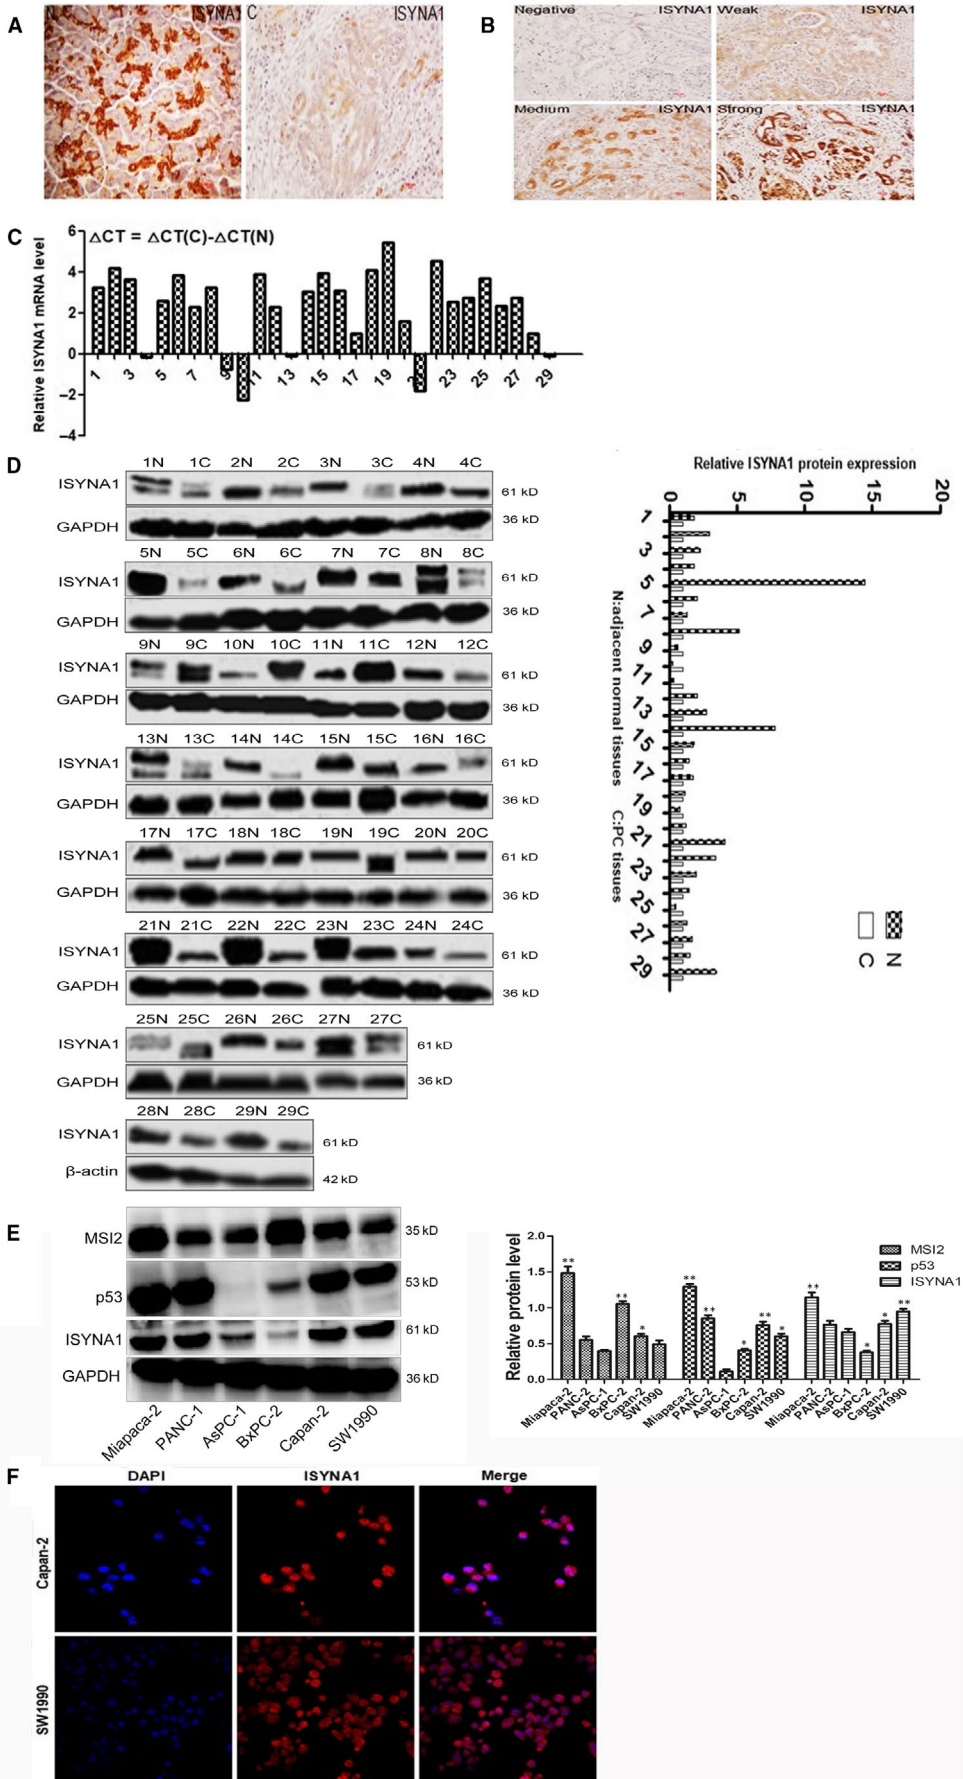 A
N
ISYNA1
C
ISYNA1
B
Negative ISYNA1
Weak ISYNA1
Medium ISYNA1
Strong ISYNA1
C
△CT = △CT(C)-△CT(N)
Relative ISYNA1 mRNA level
6
4
2
0
−2
−4
1 3 5 7 9 11 13 15 17 19 21 23 25 27 29
D
1N 1C 2N 2C 3N 3C 4N 4C
ISYNA1 61 kD
GAPDH 36 kD
5N 5C 6N 6C 7N 7C 8N 8C
ISYNA1 61 kD
GAPDH 36 kD
9N 9C 10N 10C 11N 11C 12N 12C
ISYNA1 61 kD
GAPDH 36 kD
13N 13C 14N 14C 15N 15C 16N 16C
ISYNA1 61 kD
GAPDH 36 kD
17N 17C 18N 18C 19N 19C 20N 20C
ISYNA1 61 kD
GAPDH 36 kD
21N 21C 22N 22C 23N 23C 24N 24C
ISYNA1 61 kD
GAPDH 36 kD
25N 25C 26N 26C 27N 27C
ISYNA1 61 kD
GAPDH 36 kD
28N 28C 29N 29C
ISYNA1 61 kD
β-actin 42 kD
Relative ISYNA1 protein expression
0 5 10 15 20
1 3 5 7 9 11 13 15 17 19 21 23 25 27 29
N:adjacent normal tissues C:PC tissues
N
C
E
MSI2 35 kD
p53 53 kD
ISYNA1 61 kD
GAPDH 36 kD
Miapaca-2 PANC-1 AsPC-1 BxPC-2 Capan-2 SW1990
Relative protein level
2.0
1.5
1.0
0.5
0.0
** ** * ** ** * ** * ** * * **
MSI2
p53
ISYNA1
Miapaca-2 PANC-2 AsPC-1 BxPC-2 Capan-2 SW1990 Miapaca-2 PANC-2 AsPC-1 BxPC-2 Capan-2 SW1990 Miapaca-2 PANC-2 AsPC-1 BxPC-2 Capan-2 SW1990
F
DAPI ISYNA1 Merge
Capan-2
SW1990